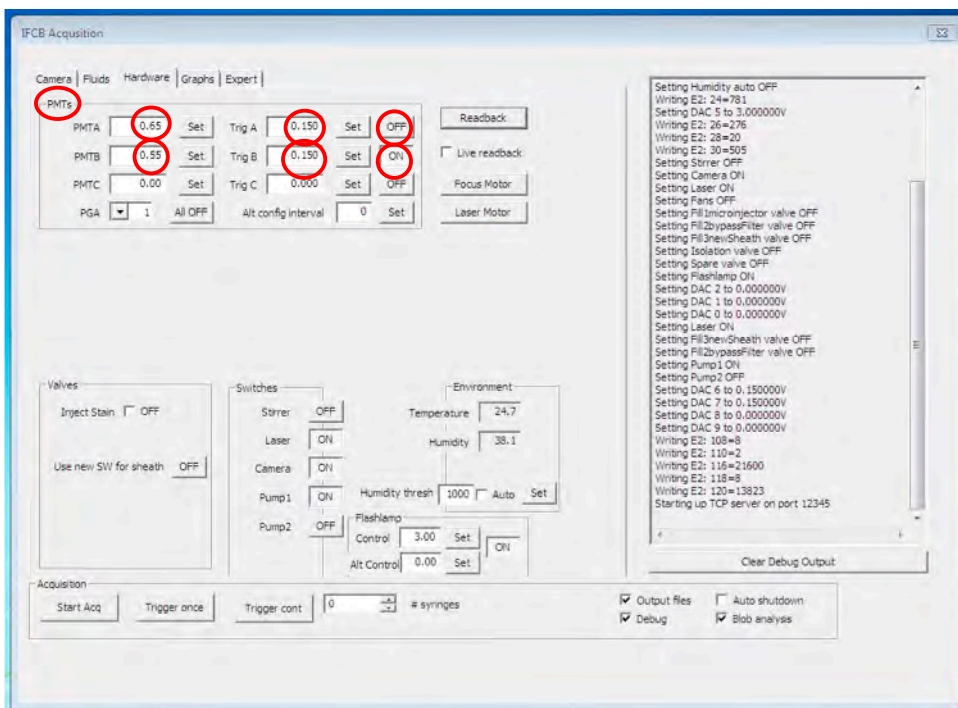 IFCB Acqusition
Camera Fluids Hardware Graphs Expert
PMTs
PMTA 0.65 Set Trig A 0.150 Set OFF
PMTB 0.55 Set Trig B 0.150 Set ON
PMTC 0.00 Set Trig C 0.000 Set OFF
PGA 1 All OFF Alt config interval 0 Set
Readback
Live readback
Focus Motor
Laser Motor
Valves
Inject Stain OFF
Use new SW for sheath OFF
Switches
Stirrer OFF
Laser ON
Camera ON
Pump1 ON
Pump2 OFF
Environment
Temperature 24.7
Humidity 38.1
Humidity thresh 1000 Auto Set
Flashlamp
Control 3.00 Set ON
Alt Control 0.00 Set
Setting Humidity auto OFF
Writing E2: 24=781
Setting DAC 5 to 3.000000V
Writing E2: 26=276
Writing E2: 28=20
Writing E2: 30=505
Setting Stirrer OFF
Setting Camera ON
Setting Laser ON
Setting Fans OFF
Setting Fill1microinjector valve OFF
Setting Fill2bypassFilter valve OFF
Setting Fill3newSheath valve OFF
Setting Isolation valve OFF
Setting Spare valve OFF
Setting Flashlamp ON
Setting DAC 2 to 0.000000V
Setting DAC 1 to 0.000000V
Setting DAC 0 to 0.000000V
Setting Laser ON
Setting Fill3newSheath valve OFF
Setting Fill2bypassFilter valve OFF
Setting Pump1 ON
Setting Pump2 OFF
Setting DAC 6 to 0.150000V
Setting DAC 7 to 0.150000V
Setting DAC 8 to 0.000000V
Setting DAC 9 to 0.000000V
Writing E2: 108=8
Writing E2: 110=2
Writing E2: 116=21600
Writing E2: 118=8
Writing E2: 120=13823
Starting up TCP server on port 12345
Clear Debug Output
Acquisition
Start Acq Trigger once Trigger cont 0 # syringes
Output files Auto shutdown
Debug Blob analysis